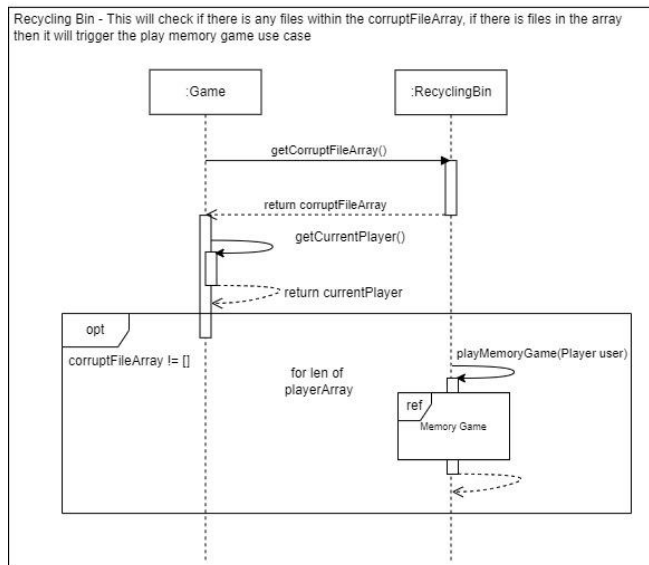 Recycling Bin - This will check if there is any files within the corruptFileArray, if there is files in the array
then it will trigger the play memory game use case
:Game
:RecyclingBin
getCorruptFileArray()
return corruptFileArray
getCurrentPlayer()
return currentPlayer
opt
corruptFileArray != []
for len of
playerArray
playMemoryGame(Player user)
ref
Memory Game